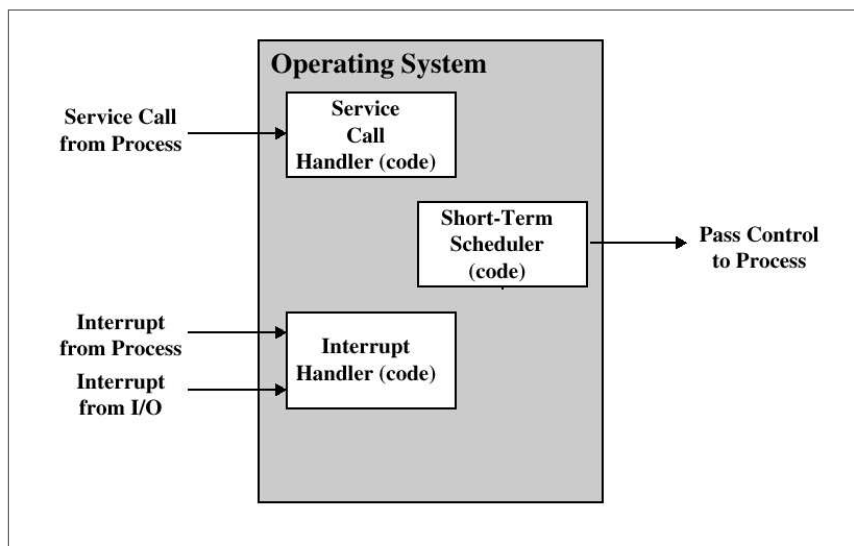 Operating System
Service Call
from Process
Service
Call
Handler (code)
Short-Term
Scheduler
(code)
Pass Control
to Process
Interrupt
from Process
Interrupt
from I/O
Interrupt
Handler (code)